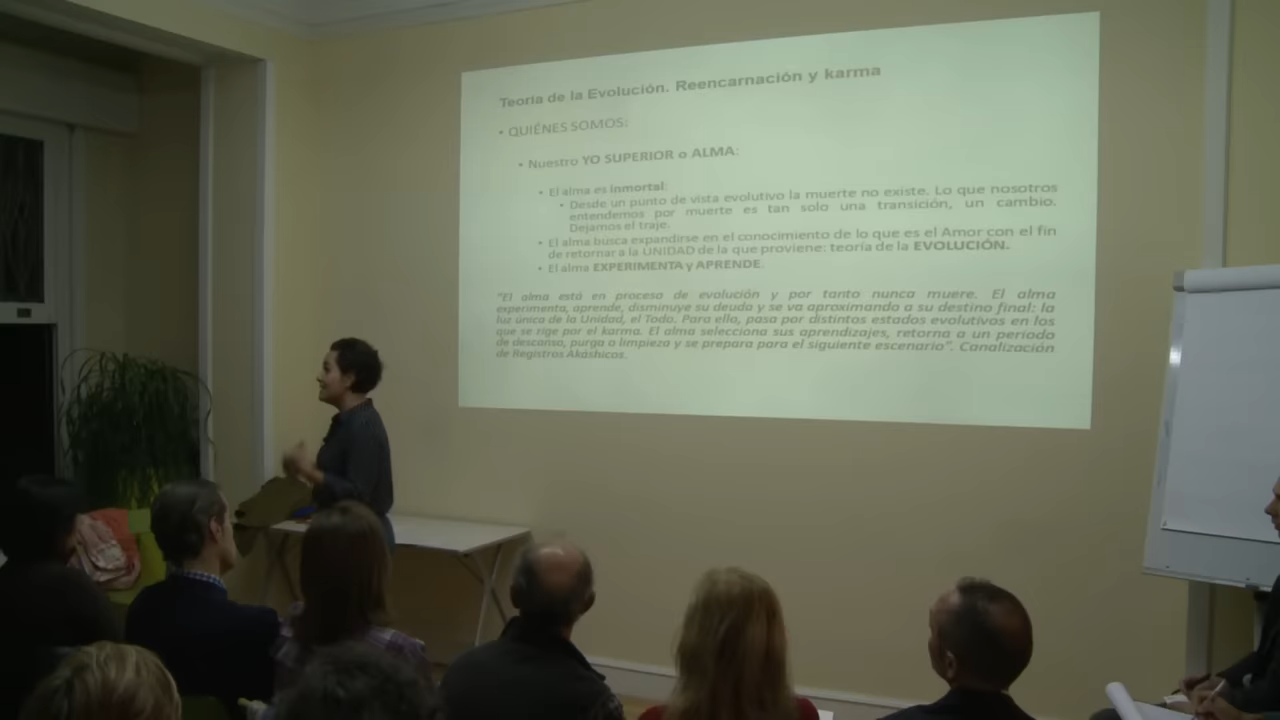 Teoría de la Evolución. Reencarnación y karma
• QUIÉNES SOMOS:
• Nuestro YO SUPERIOR o ALMA:
• El alma es inmortal:
• Desde un punto de vista evolutivo la muerte no existe. Lo que nosotros
entendemos por muerte es tan solo una transición, un cambio.
Dejamos el traje.
• El alma busca expandirse en el conocimiento de lo que es el Amor con el fin
de retornar a la UNIDAD de la que proviene: teoría de la EVOLUCIÓN.
• El alma EXPERIMENTA y APRENDE.
"El alma está en proceso de evolución y por tanto nunca muere. El alma
experimenta, aprende, disminuye su deuda y se va aproximando a su destino final: la
luz única de la Unidad, el Todo. Para ello, pasa por distintos estados evolutivos en los
que se rige por el karma. El alma selecciona sus aprendizajes, retorna a un periodo
de descanso, purga o limpieza y se prepara para el siguiente escenario". Canalización
de Registros Akáshicos.